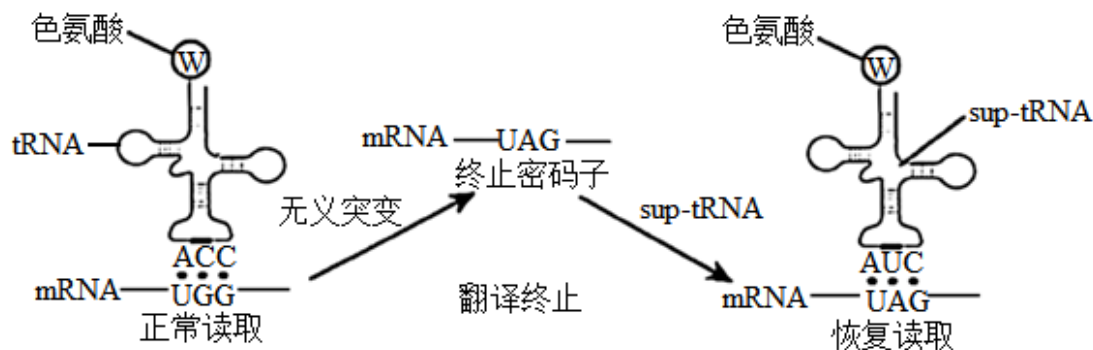 色氨酸
W
tRNA
ACC
mRNA UGG
正常读取
无义突变
mRNA UAG
终止密码子
sup-tRNA
翻译终止
色氨酸
W
sup-tRNA
AUC
mRNA UAG
恢复读取